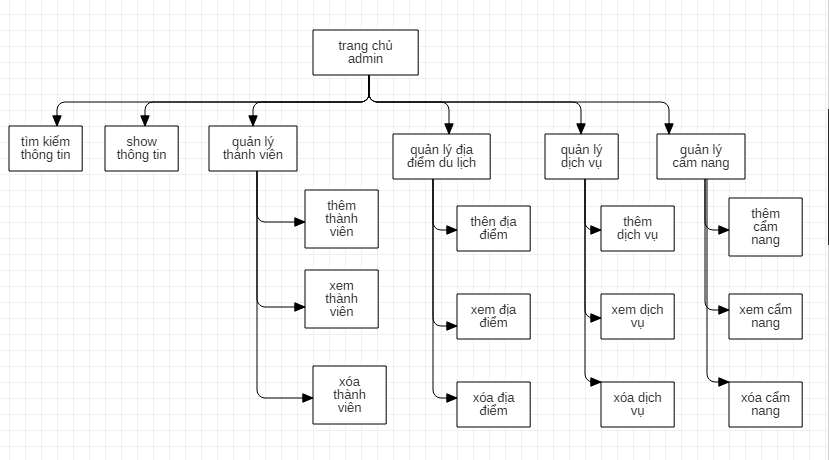 trang chủ
admin
tìm kiếm
thông tin
show
thông tin
quản lý
thành viên
quản lý địa
điểm du lịch
quản lý
dịch vụ
quản lý
cẩm nang
thêm
thành
viên
thên địa
điểm
thêm
dịch vụ
thêm
cẩm
nang
xem
thành
viên
xem địa
điểm
xem dịch
vụ
xem cẩm
nang
xóa
thành
viên
xóa địa
điểm
xóa dịch
vụ
xóa cẩm
nang